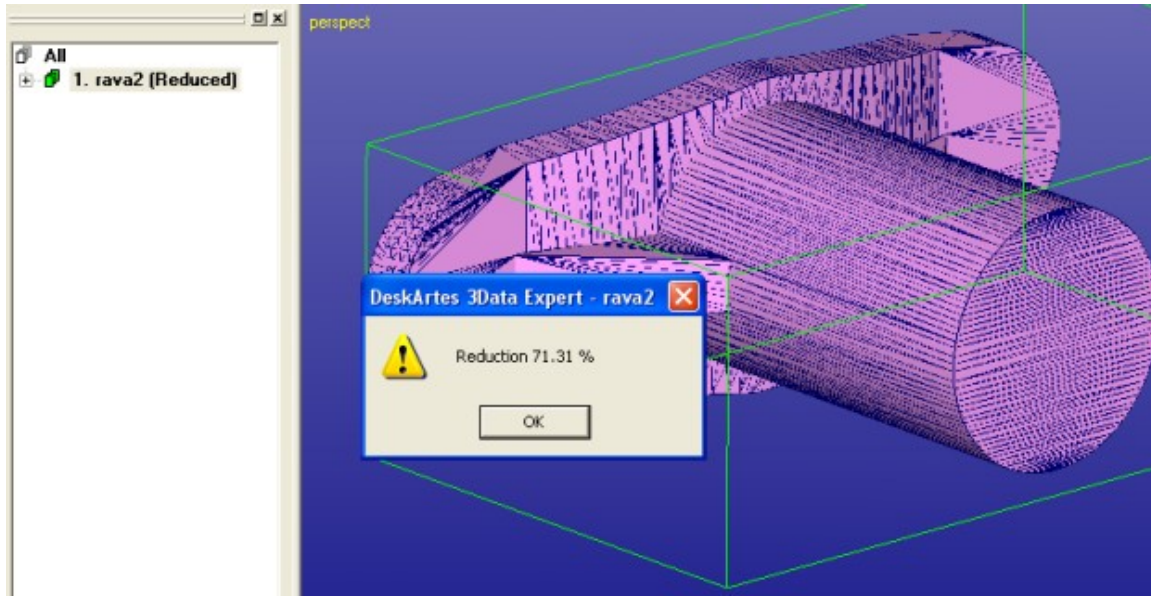 perspect
All
1. rava2 (Reduced)
DeskArtes 3Data Expert - rava2
Reduction 71.31 %
OK